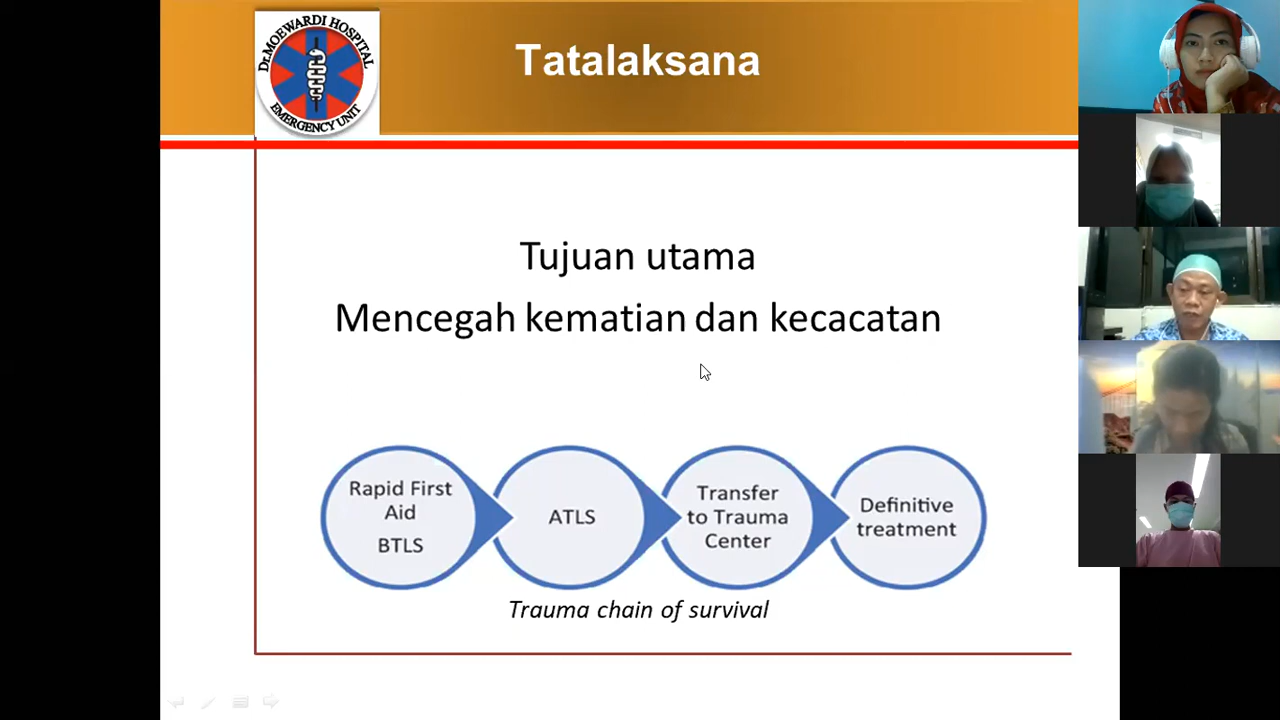 Dr.MOEWARDI HOSPITAL
EMERGENCY UNIT
Tatalaksana
Tujuan utama
Mencegah kematian dan kecacatan
Rapid First
Aid
BTLS
ATLS
Transfer
to Trauma
Center
Definitive
treatment
Trauma chain of survival